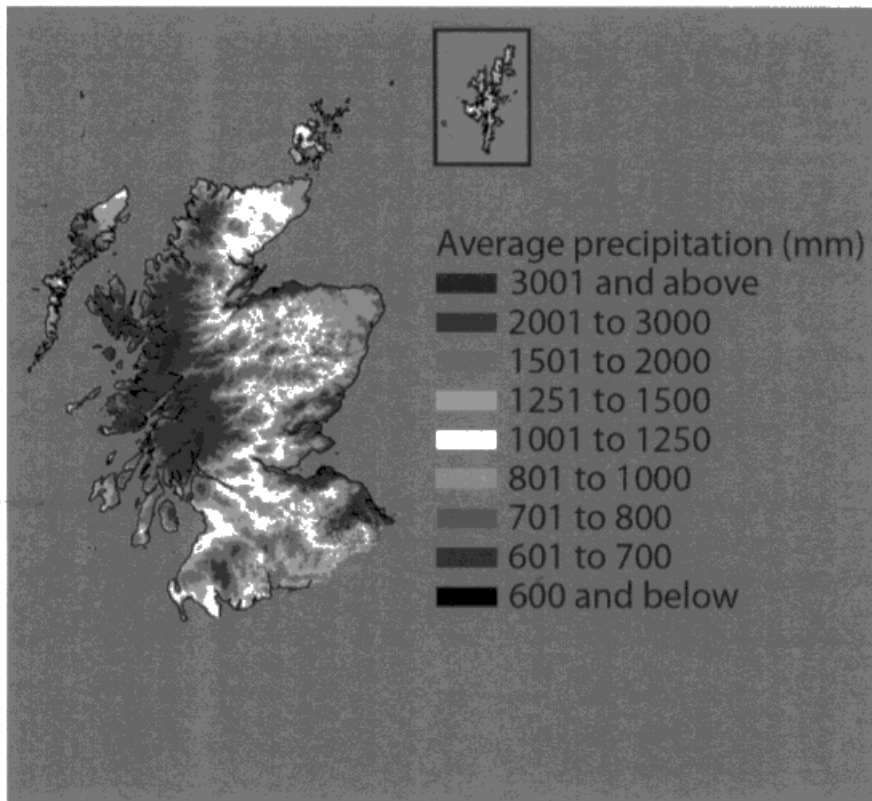 Average precipitation (mm)
3001 and above
2001 to 3000
1501 to 2000
1251 to 1500
1001 to 1250
801 to 1000
701 to 800
601 to 700
600 and below